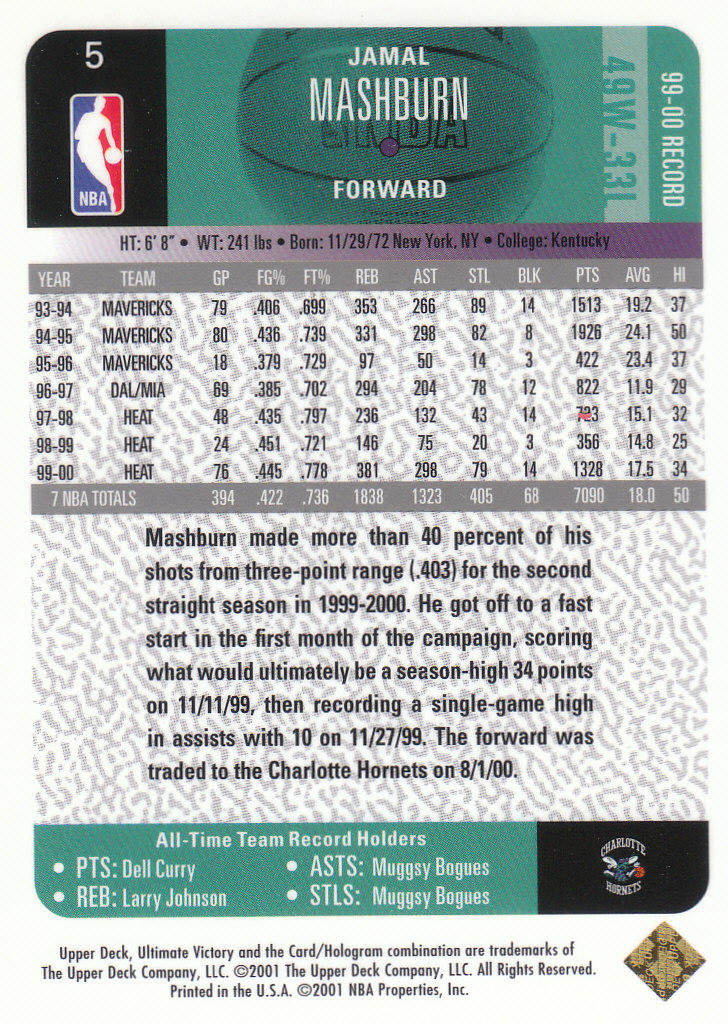 5
JAMAL
MASHBURN
FORWARD
NBA
NBA
99-00 RECORD
49W-33L
HT: 6' 8" • WT: 241 lbs • Born: 11/29/72 New York, NY • College: Kentucky
YEAR TEAM GP FG% FT% REB AST STL BLK PTS AVG HI
93-94 MAVERICKS 79 .406 .699 353 266 89 14 1513 19.2 37
94-95 MAVERICKS 80 .436 .739 331 298 82 8 1926 24.1 50
95-96 MAVERICKS 18 .379 .729 97 50 14 3 422 23.4 37
96-97 DAL/MIA 69 .385 .702 294 204 78 12 822 11.9 29
97-98 HEAT 48 .435 .797 236 132 43 14 723 15.1 32
98-99 HEAT 24 .451 .721 146 75 20 3 356 14.8 25
99-00 HEAT 76 .445 .778 381 298 79 14 1328 17.5 34
7 NBA TOTALS 394 .422 .736 1838 1323 405 68 7090 18.0 50
Mashburn made more than 40 percent of his
shots from three-point range (.403) for the second
straight season in 1999-2000. He got off to a fast
start in the first month of the campaign, scoring
what would ultimately be a season-high 34 points
on 11/11/99, then recording a single-game high
in assists with 10 on 11/27/99. The forward was
traded to the Charlotte Hornets on 8/1/00.
All-Time Team Record Holders
• PTS: Dell Curry • ASTS: Muggsy Bogues
• REB: Larry Johnson • STLS: Muggsy Bogues
CHARLOTTE
HORNETS
Upper Deck, Ultimate Victory and the Card/Hologram combination are trademarks of
The Upper Deck Company, LLC. ©2001 The Upper Deck Company, LLC. All Rights Reserved.
Printed in the U.S.A. ©2001 NBA Properties, Inc.